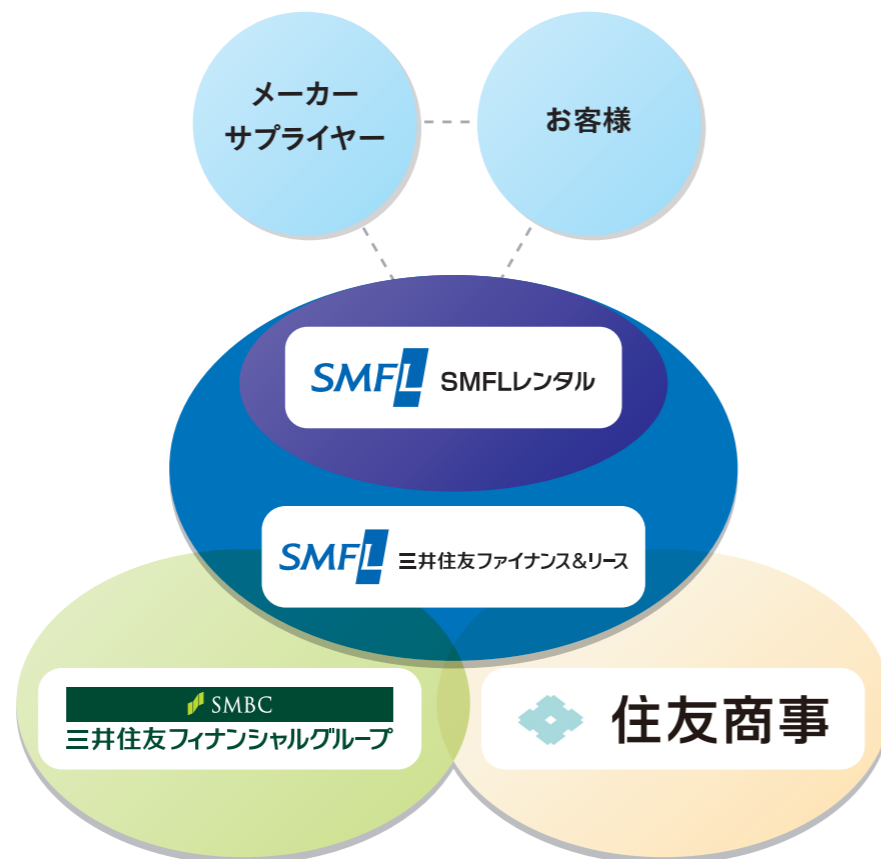 メーカー
サプライヤー
お客様
SMFL SMFLレンタル
SMFL 三井住友ファイナンス&リース
SMBC
三井住友フィナンシャルグループ
住友商事